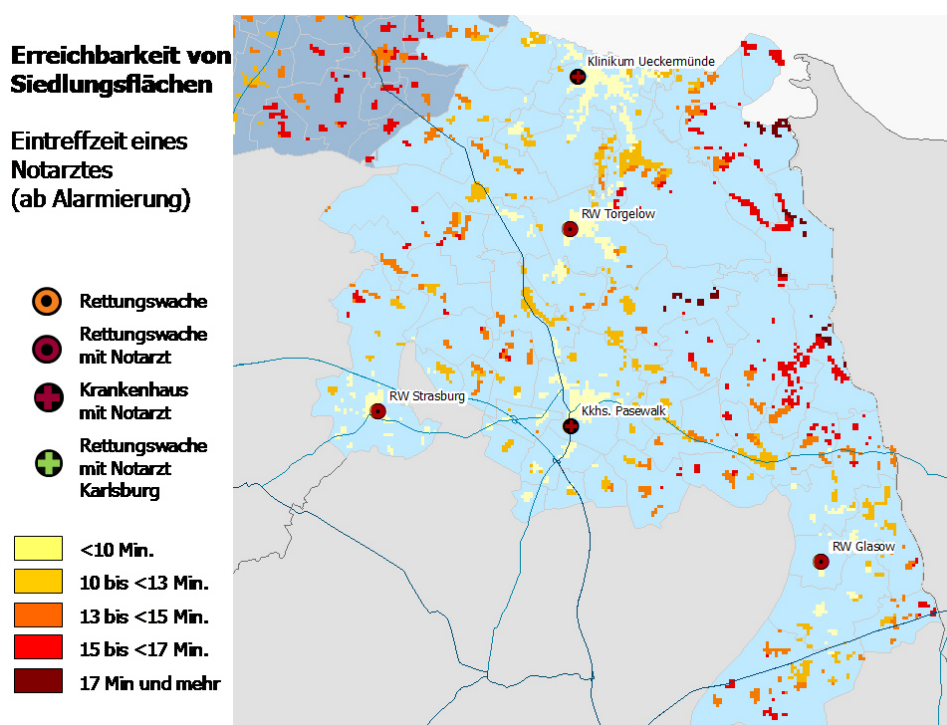 Erreichbarkeit von
Siedlungsflächen
Eintreffzeit eines
Notarztes
(ab Alarmierung)
Rettungswache
Rettungswache
mit Notarzt
Krankenhaus
mit Notarzt
Rettungswache
mit Notarzt
Karlsburg
<10 Min.
10 bis <13 Min.
13 bis <15 Min.
15 bis <17 Min.
17 Min und mehr
Klinikum Ueckermünde
RW Torgelow
RW Strasburg
Kkhs. Pasewalk
RW Glasow